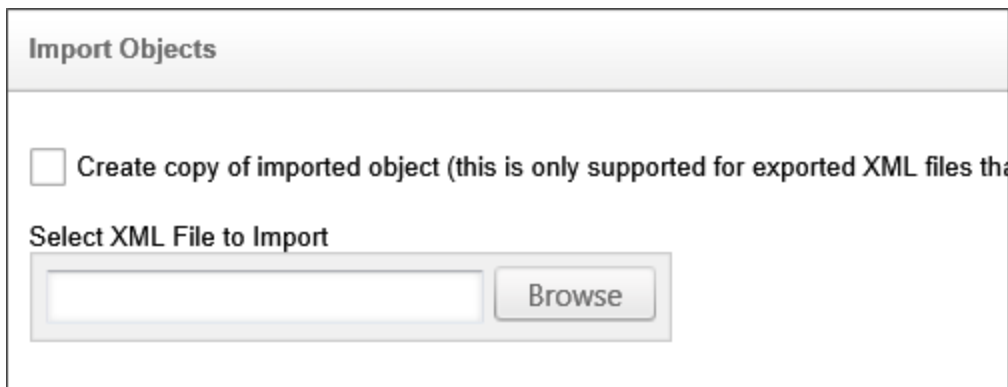 Import Objects
Create copy of imported object (this is only supported for exported XML files
Select XML File to Import
Browse